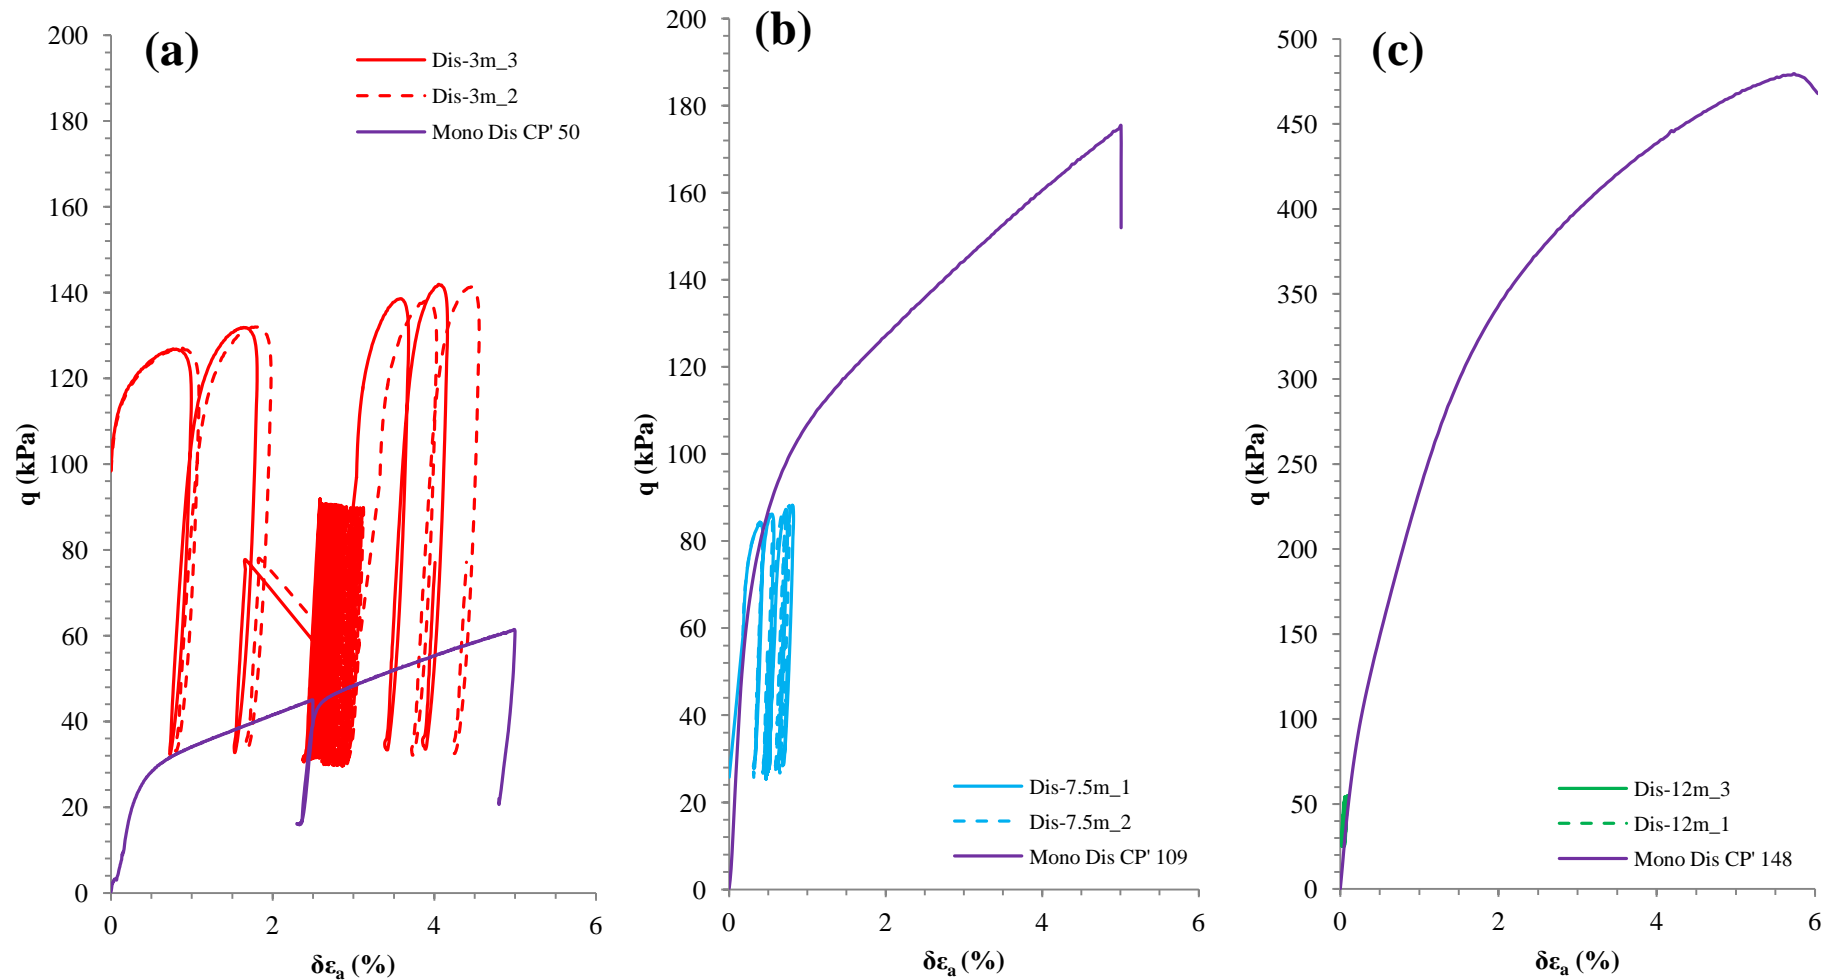 (a)
200
180
160
140
120
100
80
60
40
20
0
q (kPa)
Dis-3m_3
Dis-3m_2
Mono Dis CP' 50
0
2
4
6
δεa (%)
(b)
200
180
160
140
120
100
80
60
40
20
0
q (kPa)
Dis-7.5m_1
Dis-7.5m_2
Mono Dis CP' 109
0
2
4
6
δεa (%)
(c)
500
450
400
350
300
250
200
150
100
50
0
q (kPa)
Dis-12m_3
Dis-12m_1
Mono Dis CP' 148
0
2
4
6
δεa (%)